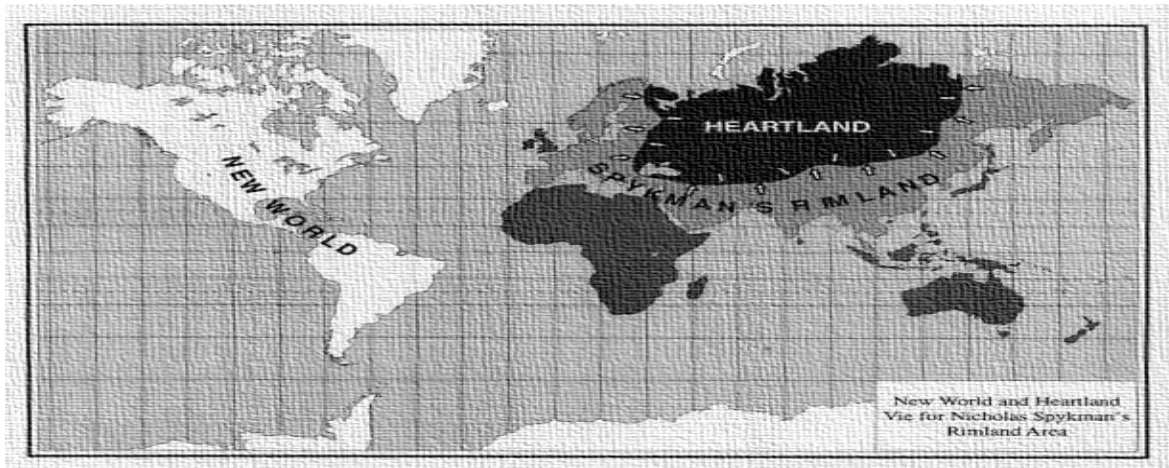 HEARTLAND
NEW WORLD
SPYKMAN'S RIMLAND
New World and Heartland
Vie for Nicholas Spykman's
Rimland Area